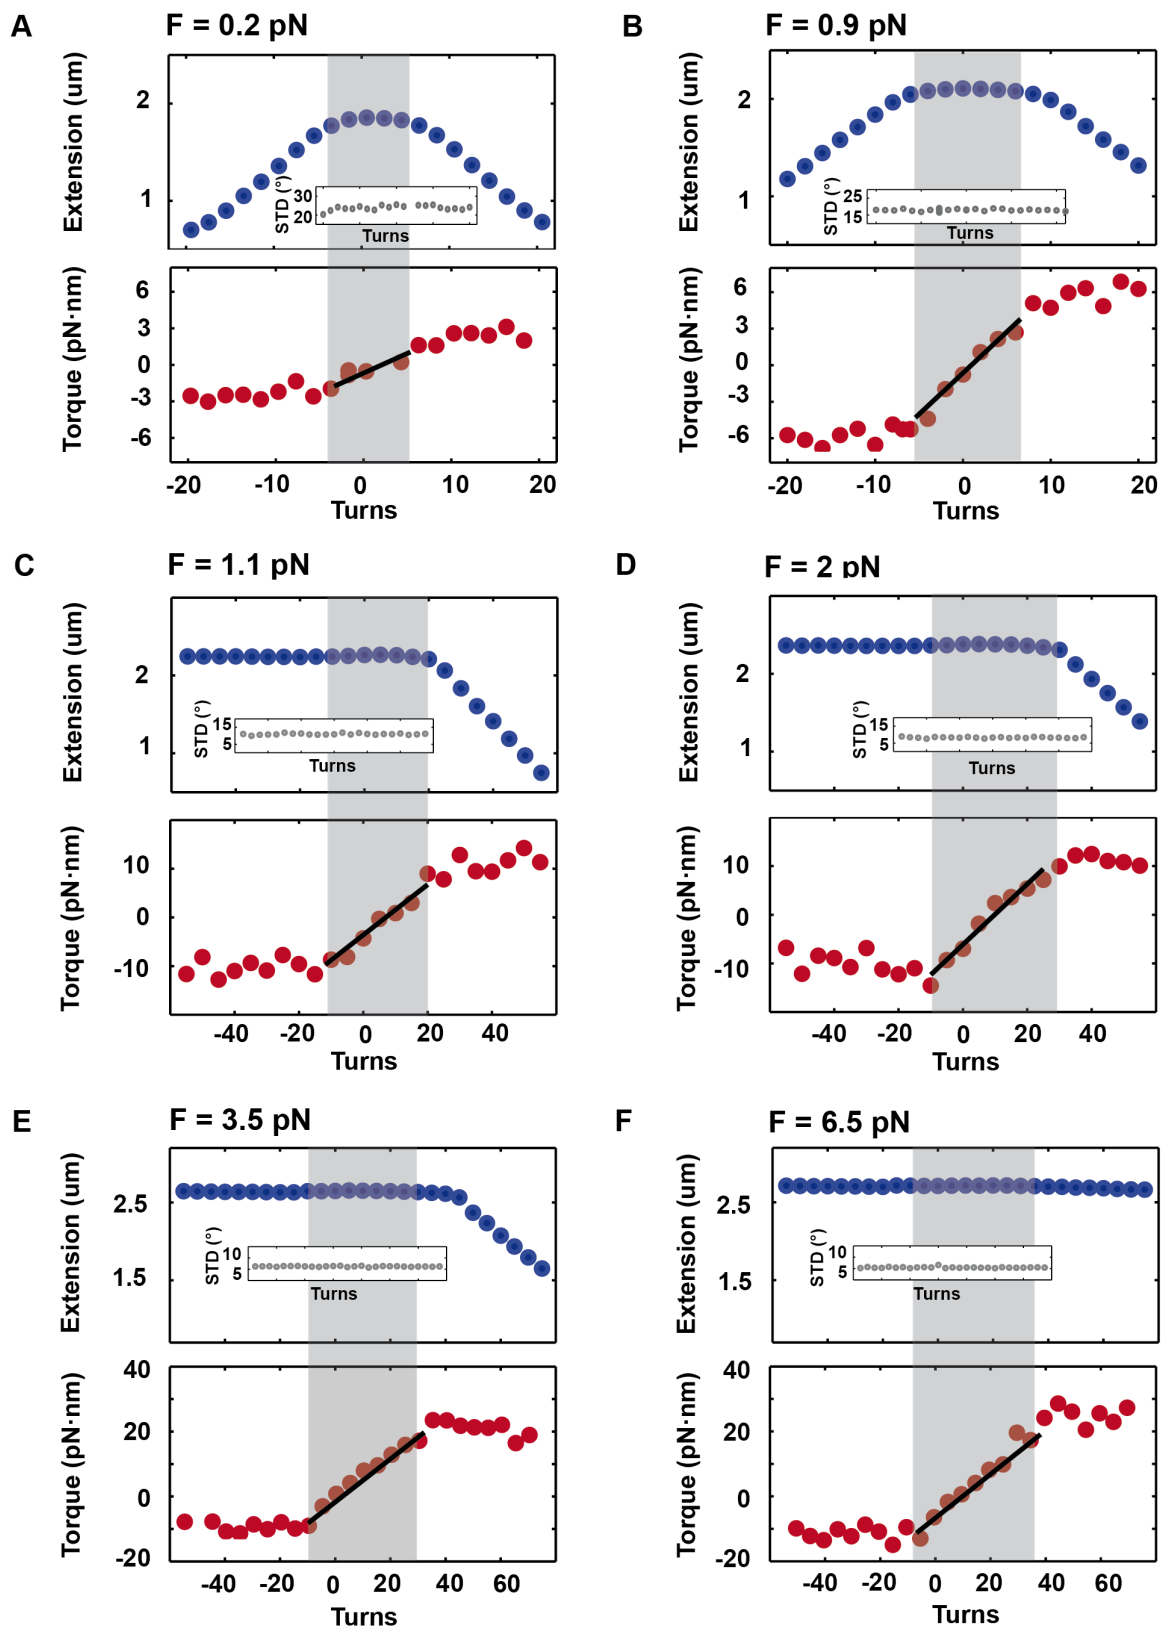 A
F = 0.2 pN
Extension (um)
2
1
STD (°)
30
20
Turns
Torque (pN·nm)
6
3
0
-3
-6
-20 -10 0 10 20
Turns
B
F = 0.9 pN
Extension (um)
2
1
STD (°)
25
15
Turns
Torque (pN·nm)
6
3
0
-3
-6
-20 -10 0 10 20
Turns
C
F = 1.1 pN
Extension (um)
2
1
STD (°)
15
5
Turns
Torque (pN·nm)
10
0
-10
-40 -20 0 20 40
Turns
D
F = 2 pN
Extension (um)
2
1
STD (°)
15
5
Turns
Torque (pN·nm)
10
0
-10
-40 -20 0 20 40
Turns
E
F = 3.5 pN
Extension (um)
2.5
1.5
STD (°)
10
5
Turns
Torque (pN·nm)
40
20
0
-20
-40 -20 0 20 40 60
Turns
F
F = 6.5 pN
Extension (um)
2.5
1.5
STD (°)
10
5
Turns
Torque (pN·nm)
40
20
0
-20
-40 -20 0 20 40 60
Turns